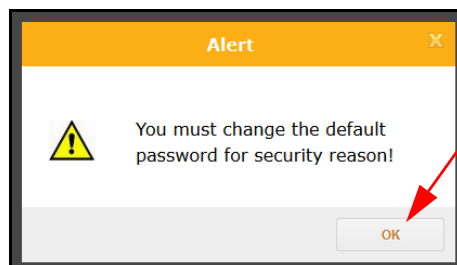 Alert X
You must change the default
password for security reason!
OK